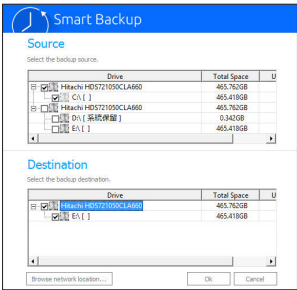 Smart Backup
Source
Select the backup source.
Drive Total Space U
Hitachi HDS721050CLA660 465.762GB
C:\ [ ] 465.418GB
Hitachi HDS721050CLA660 465.762GB
D:\ [ 系統保留 ] 0.342GB
E:\ [ ] 465.418GB
Destination
Select the backup destination.
Drive Total Space U
Hitachi HDS721050CLA660 465.762GB
E:\ [ ] 465.418GB
Browse network location... Ok Cancel